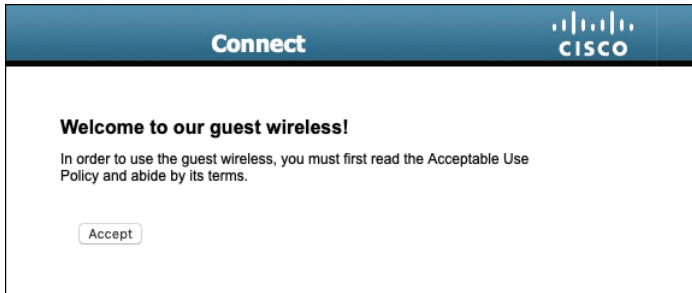 Connect
CISCO
Welcome to our guest wireless!
In order to use the guest wireless, you must first read the Acceptable Use
Policy and abide by its terms.
Accept